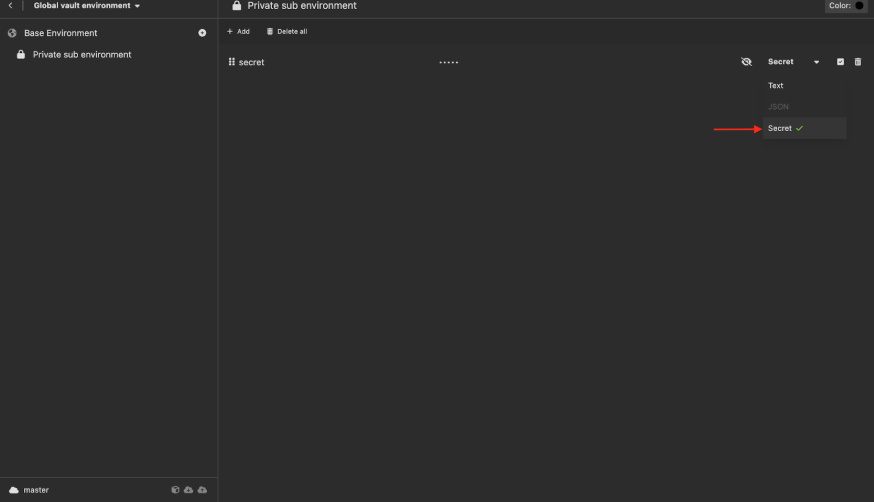 Global vault environment
Private sub environment
Color:
Base Environment
+ Add
Delete all
Private sub environment
secret
•••••
Secret
Text
JSON
Secret
master